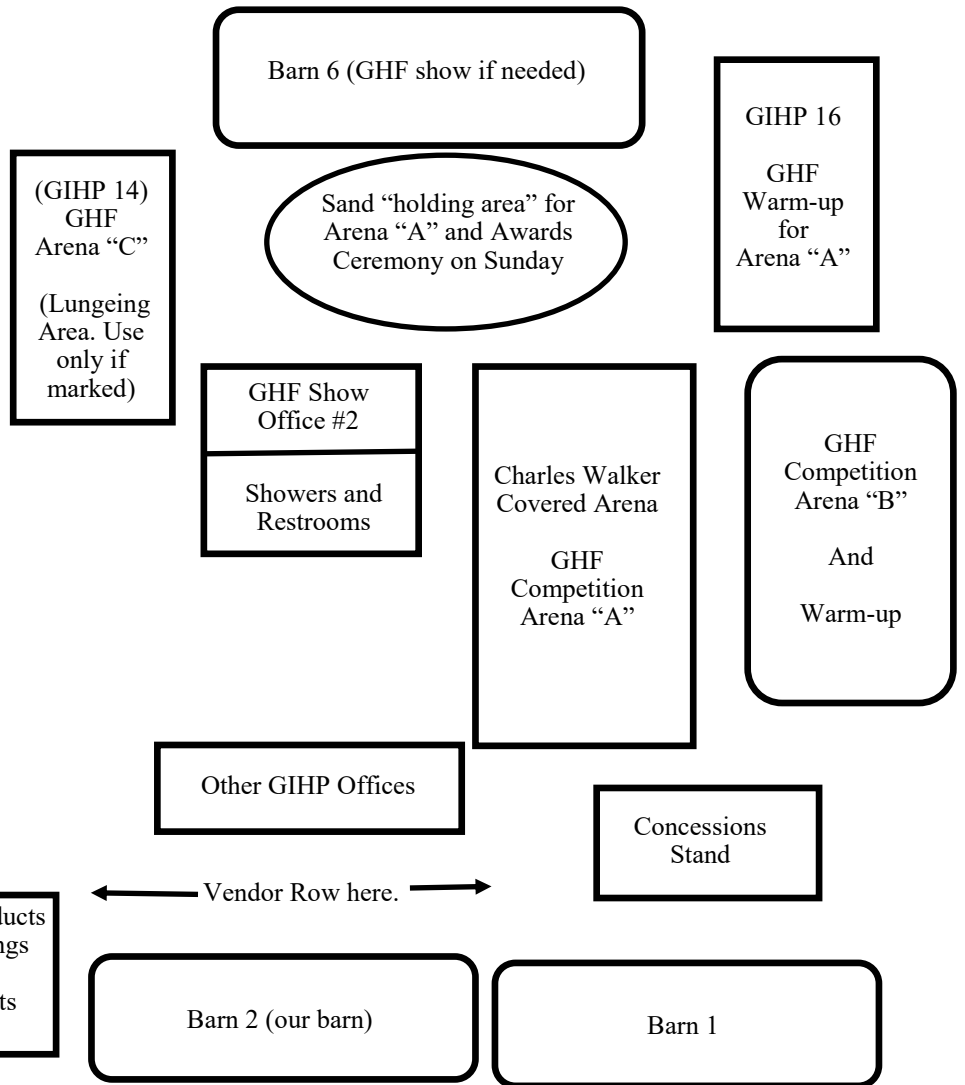 Barn 6 (GHF show if needed)
GIHP 16
GHF
Warm-up
for
Arena “A”
(GIHP 14)
GHF
Arena “C”
(Lungeing
Area. Use
only if
marked)
Sand “holding area” for
Arena “A” and Awards
Ceremony on Sunday
GHF Show
Office #2
Showers and
Restrooms
Charles Walker
Covered Arena
GHF
Competition
Arena “A”
GHF
Competition
Arena “B”
And
Warm-up
Other GIHP Offices
Concessions
Stand
Vendor Row here.
Barn 2 (our barn)
Barn 1